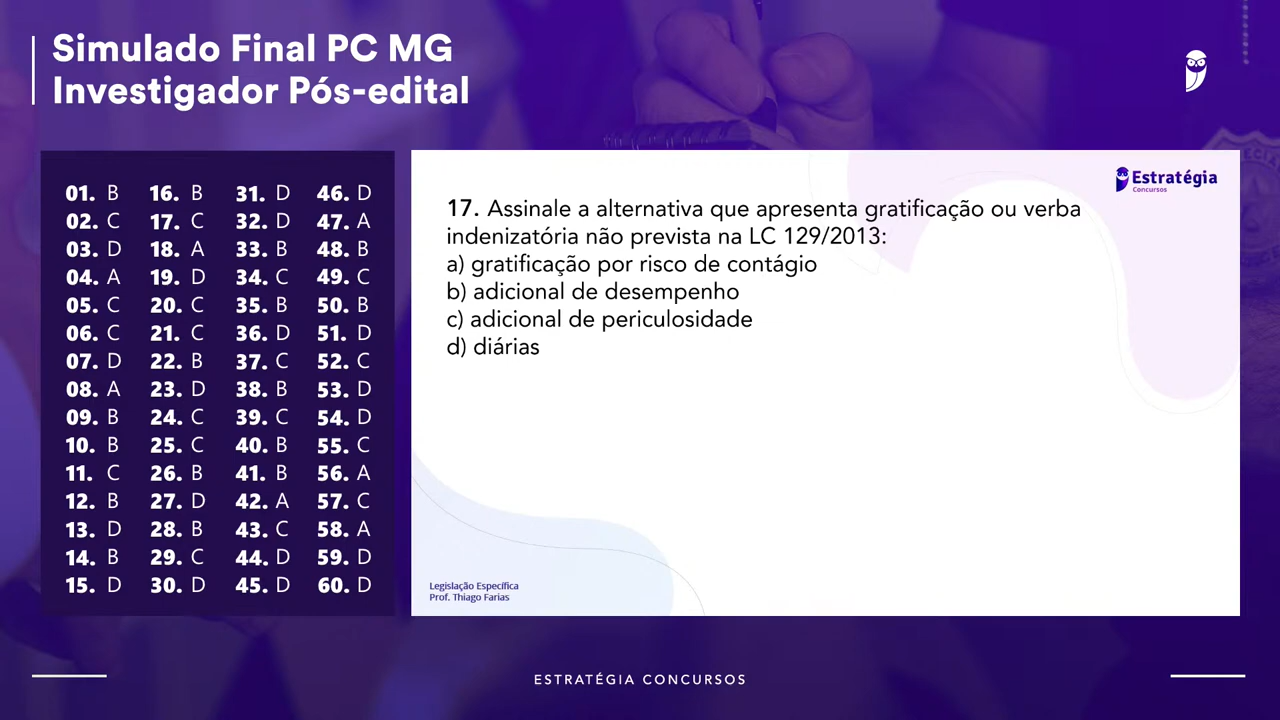 Simulado Final PC MG
Investigador Pós-edital
01. B 16. B 31. D 46. D
02. C 17. C 32. D 47. A
03. D 18. A 33. B 48. B
04. A 19. D 34. C 49. C
05. C 20. C 35. B 50. B
06. C 21. C 36. D 51. D
07. D 22. B 37. C 52. C
08. A 23. D 38. B 53. D
09. B 24. C 39. C 54. D
10. B 25. C 40. B 55. C
11. C 26. B 41. B 56. A
12. B 27. D 42. A 57. C
13. D 28. B 43. C 58. A
14. B 29. C 44. D 59. D
15. D 30. D 45. D 60. D
Estratégia
Concursos
17. Assinale a alternativa que apresenta gratificação ou verba
indenizatória não prevista na LC 129/2013:
a) gratificação por risco de contágio
b) adicional de desempenho
c) adicional de periculosidade
d) diárias
Legislação Específica
Prof. Thiago Farias
ESTRATÉGIA CONCURSOS